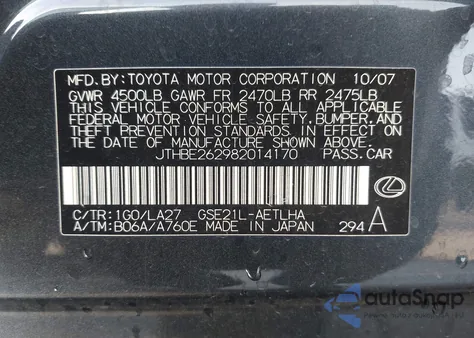 MFD. BY: TOYOTA MOTOR CORPORATION 10/07
GVWR 4500LB GAWR FR 2470LB RR 2475LB
THIS VEHICLE CONFORMS TO ALL APPLICABLE
FEDERAL MOTOR VEHICLE SAFETY, BUMPER, AND
THEFT PREVENTION STANDARDS IN EFFECT ON
THE DATE OF MANUFACTURE SHOWN ABOVE.
JTHBE262982014170 PASS.CAR
C/TR: 1G0/LA27 GSE21L-AETLHA
A/TM: B06A/A760E MADE IN JAPAN 294 A
autoSnap